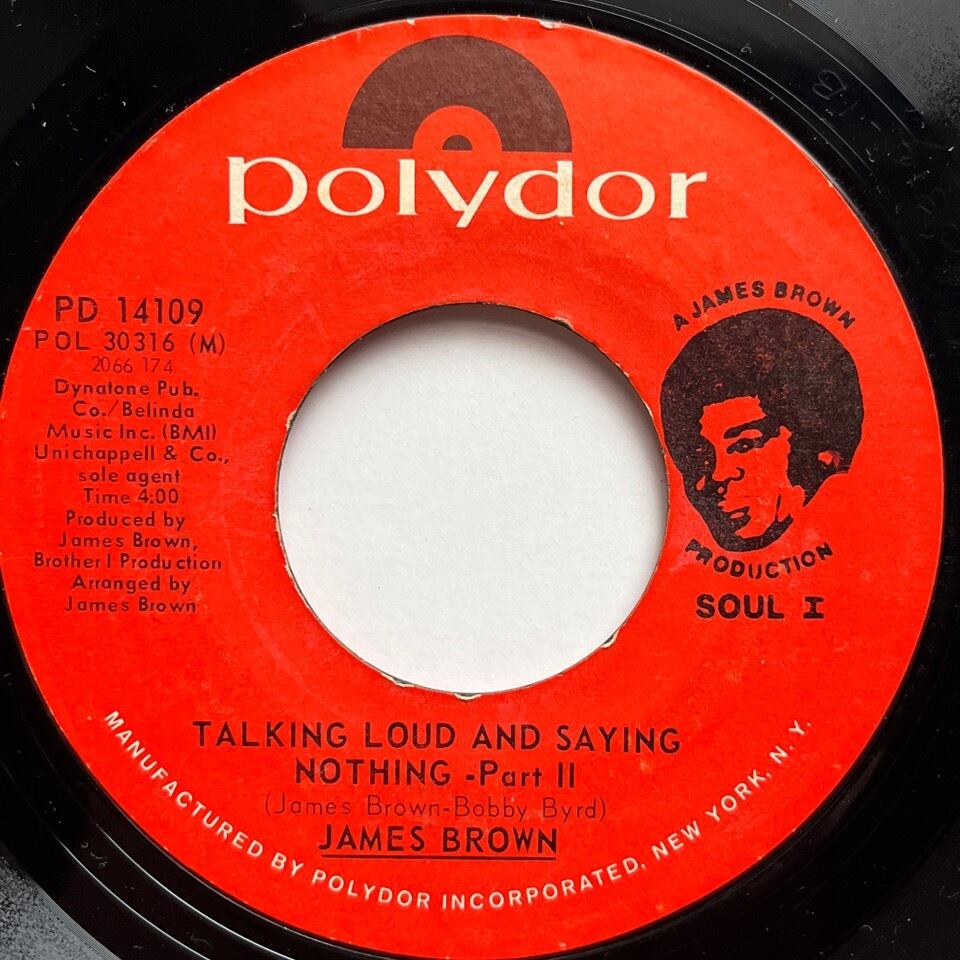 polydor
PD 14109
POL 30316 (M)
2066 174
Dynatone Pub.
Co./Belinda
Music Inc. (BMI)
Unichappell & Co.,
sole agent
Time 4:00
Produced by
James Brown,
Brother I Production
Arranged by
James Brown
A JAMES BROWN
PRODUCTION
SOUL I
TALKING LOUD AND SAYING
NOTHING -Part II
(James Brown-Bobby Byrd)
JAMES BROWN
MANUFACTURED BY POLYDOR INCORPORATED, NEW YORK, N.Y.